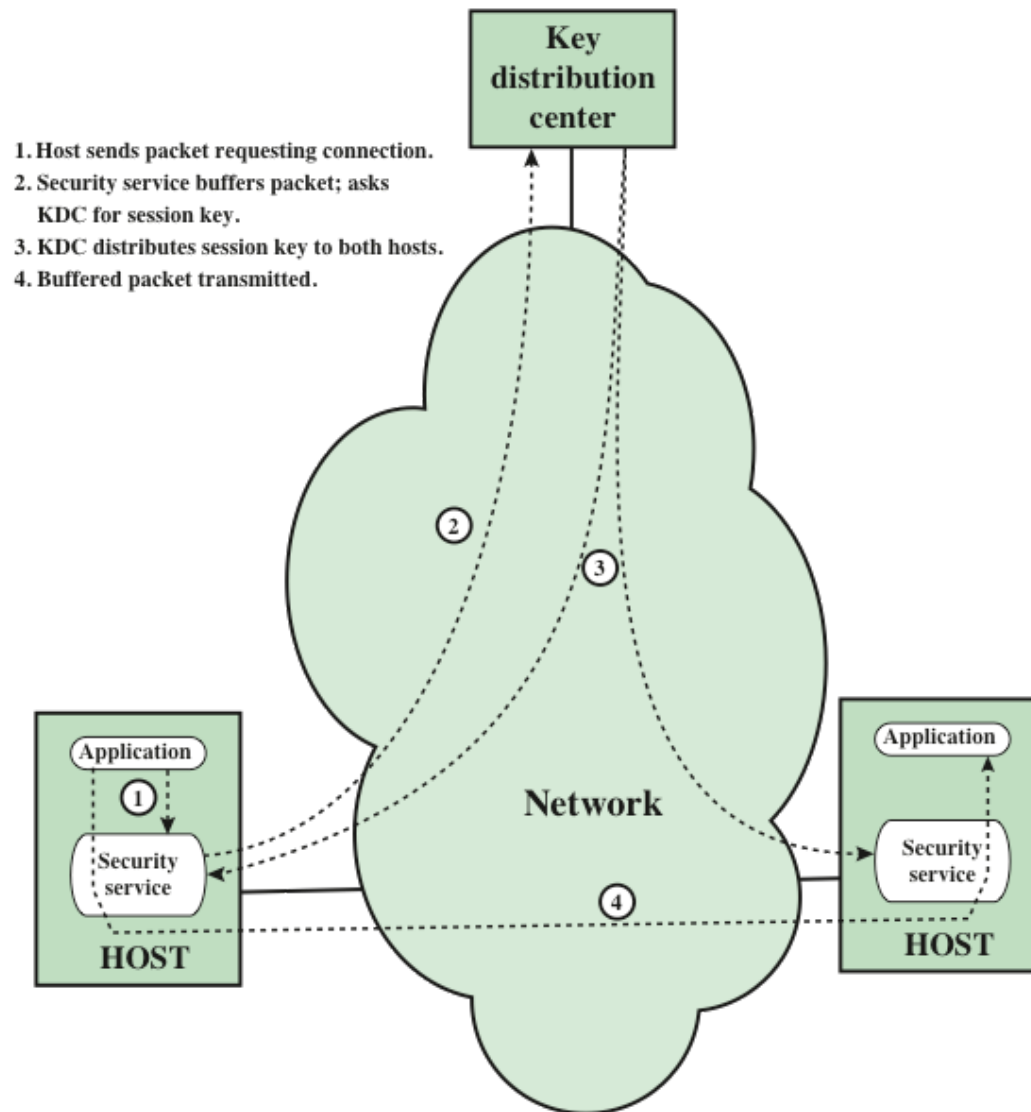 Key
distribution
center
1. Host sends packet requesting connection.
2. Security service buffers packet; asks
KDC for session key.
3. KDC distributes session key to both hosts.
4. Buffered packet transmitted.
2
3
Application
1
Security
service
HOST
Network
4
Application
Security
service
HOST